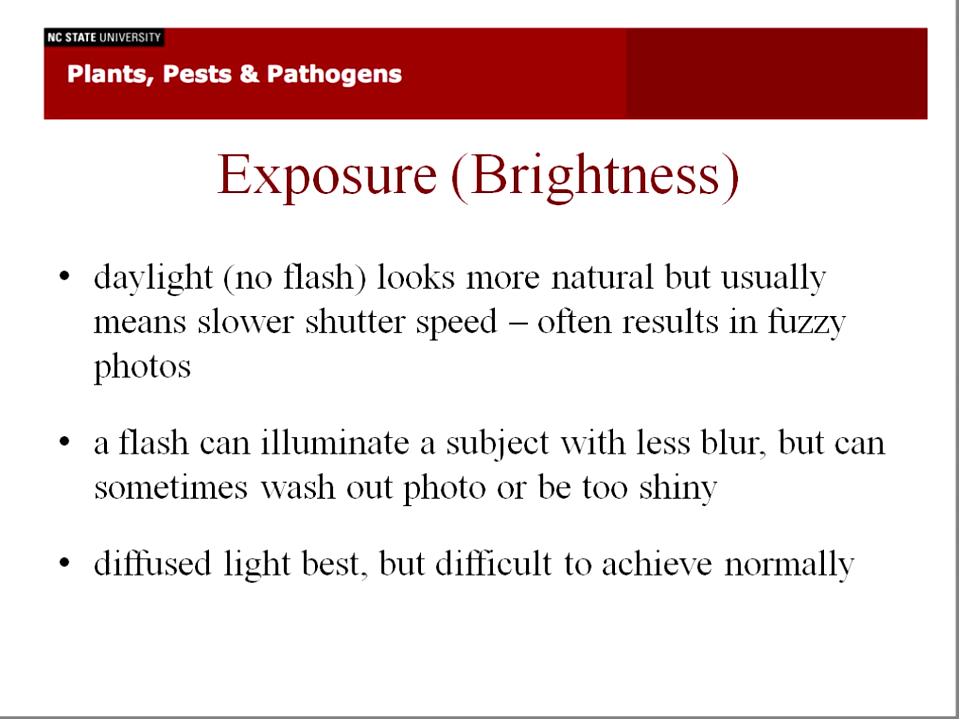 NC STATE UNIVERSITY
Plants, Pests & Pathogens
Exposure (Brightness)
• daylight (no flash) looks more natural but usually
means slower shutter speed – often results in fuzzy
photos
• a flash can illuminate a subject with less blur, but can
sometimes wash out photo or be too shiny
• diffused light best, but difficult to achieve normally